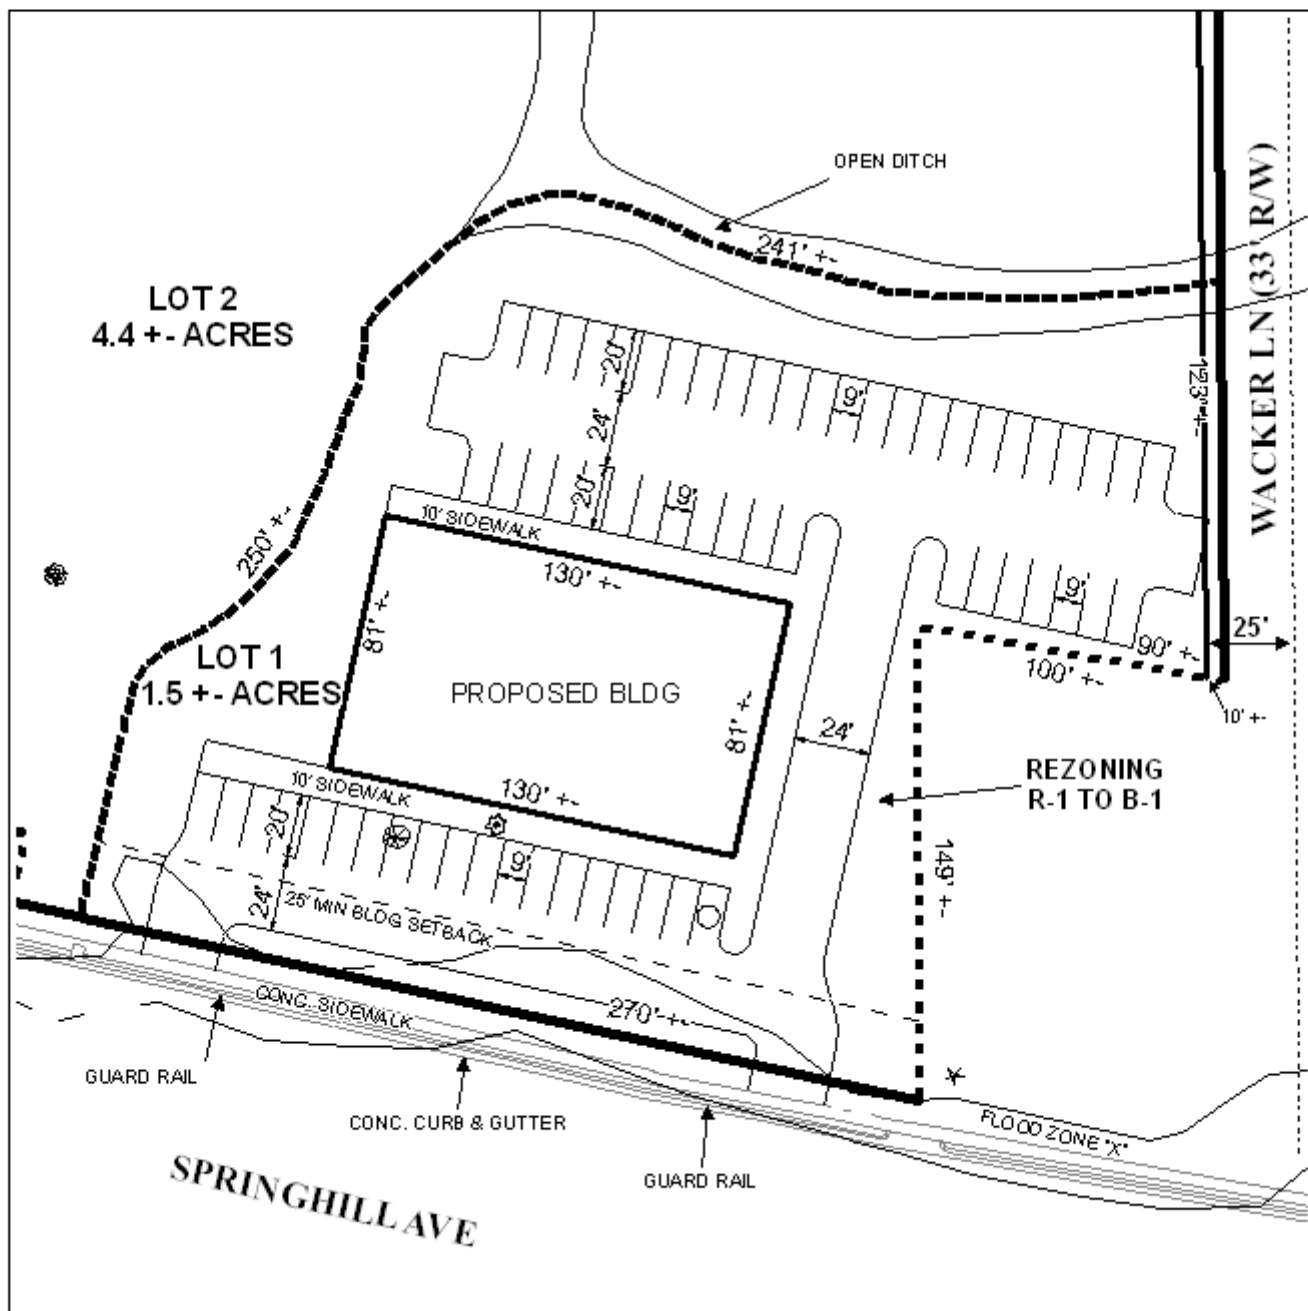 OPEN DITCH
241' +-
WACKER LN(33' R/W)
LOT 2
4.4 +- ACRES
20'
24'
20'
9'
9'
9'
123' +-
250' +-
10' SIDEWALK
130' +-
81' +-
LOT 1
1.5 +- ACRES
PROPOSED BLDG
81' +-
90' +-
100' +-
25'
10' +-
24'
REZONING
R-1 TO B-1
10' SIDEWALK
130' +-
20'
24'
9'
149' +-
25' MIN BLDG SETBACK
270' +-
CONC. SIDEWALK
GUARD RAIL
CONC. CURB & GUTTER
GUARD RAIL
FLOOD ZONE "X"
SPRINGHILL AVE